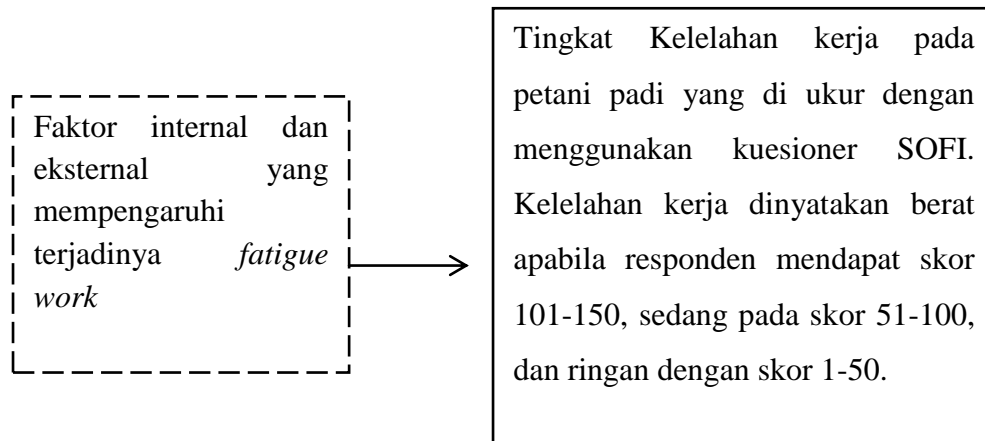 Faktor internal dan
eksternal yang
mempengaruhi
terjadinya fatigue
work
Tingkat Kelelahan kerja pada
petani padi yang di ukur dengan
menggunakan kuesioner SOFI.
Kelelahan kerja dinyatakan berat
apabila responden mendapat skor
101-150, sedang pada skor 51-100,
dan ringan dengan skor 1-50.